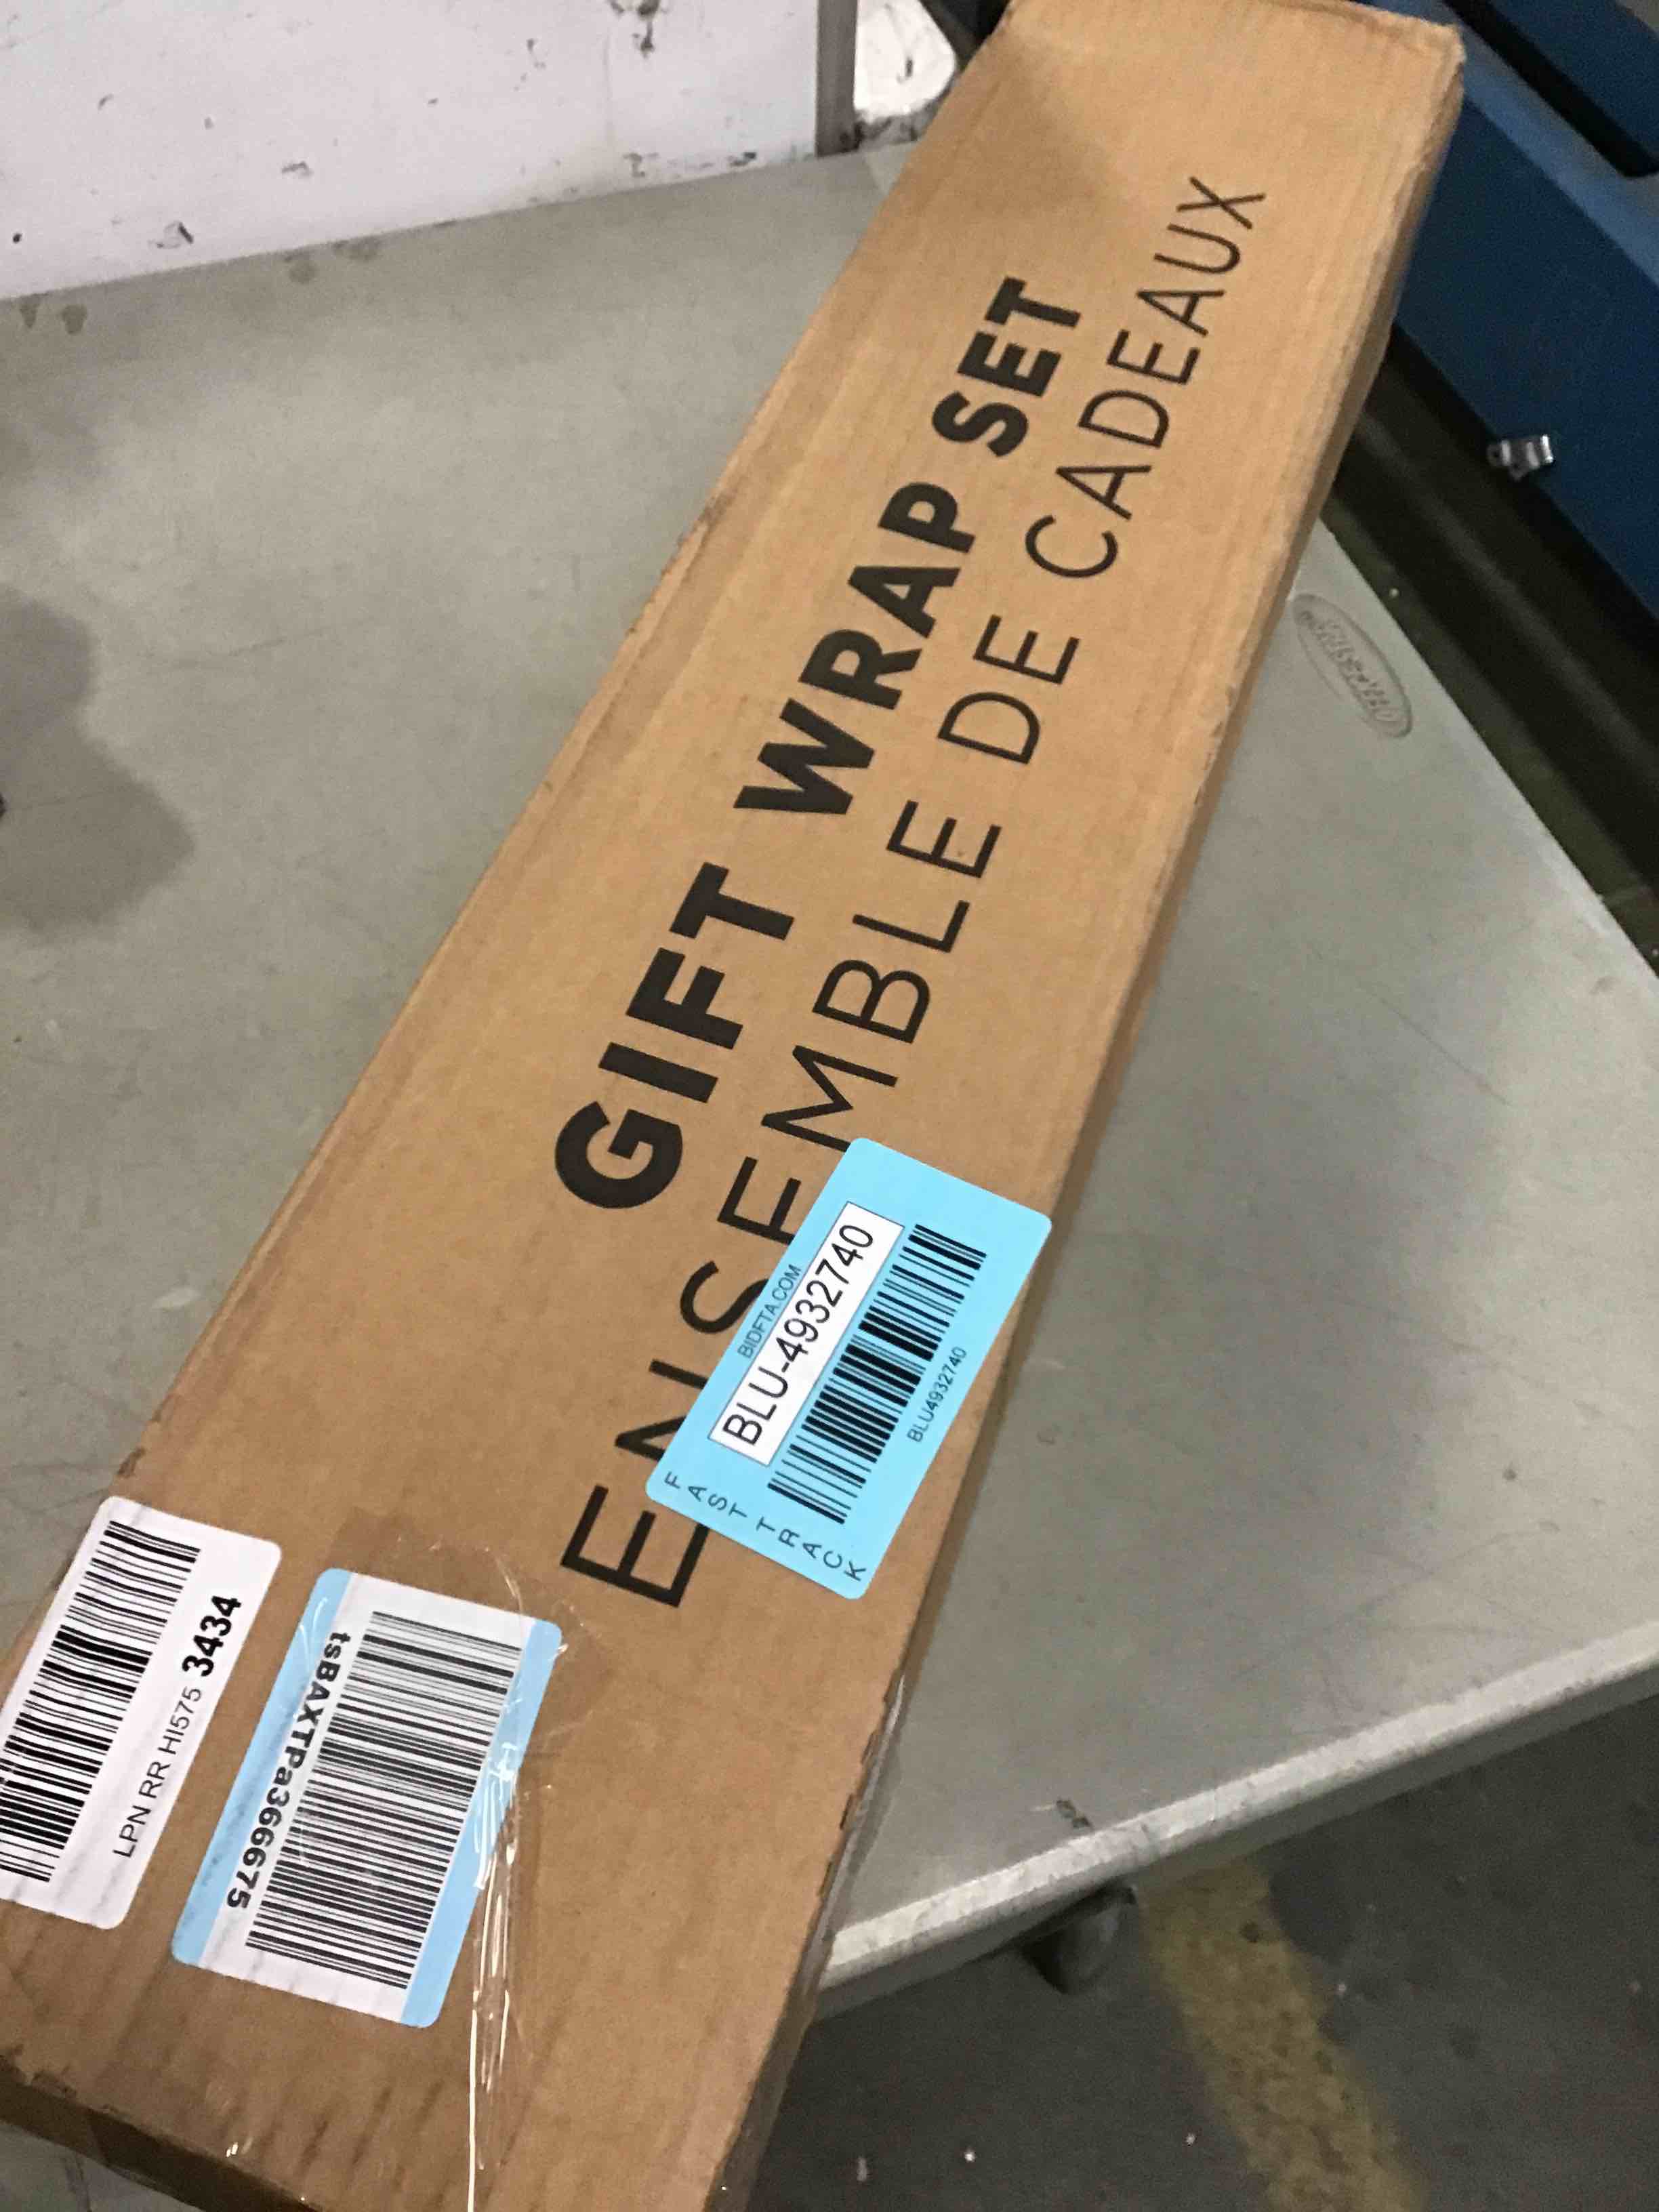 GIFT WRAP SET
ENSEMBLE DE CADEAUX
BIDFTA.COM
BLU-4932740
BLU4932740
FAST TRACK
LPN RR HI575 3434
tsBAXTPa366675